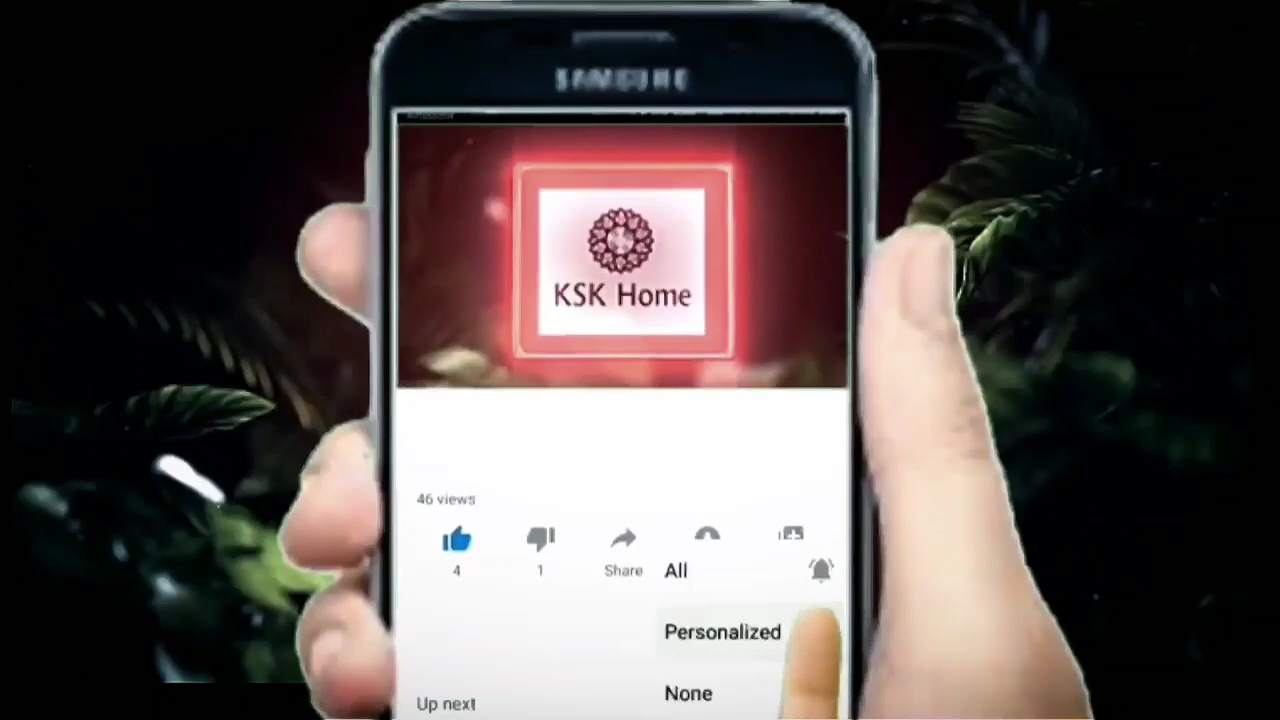 SAMSUNG
KSK Home
46 views
4
1
Share
All
Personalized
None
Up next